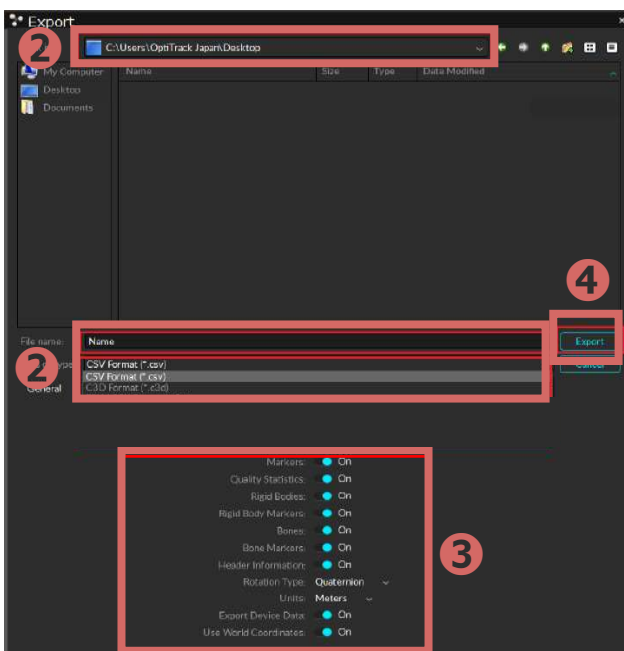 Export
2
C:\Users\OptiTrack Japan\Desktop
My Computer
Name Size Type Date Modified
Desktop
Documents
4
File name: Name Export
2
CSV Format (*.csv)
Cancel
CSV Format (*.csv)
General
C3D Format (*.c3d)
Markers: On
Quality Statistics: On
Rigid Bodies: On
Rigid Body Markers: On
Bones: On
3
Bone Markers: On
Header Information: On
Rotation Type: Quaternion
Units: Meters
Export Device Data: On
Use World Coordinates: On